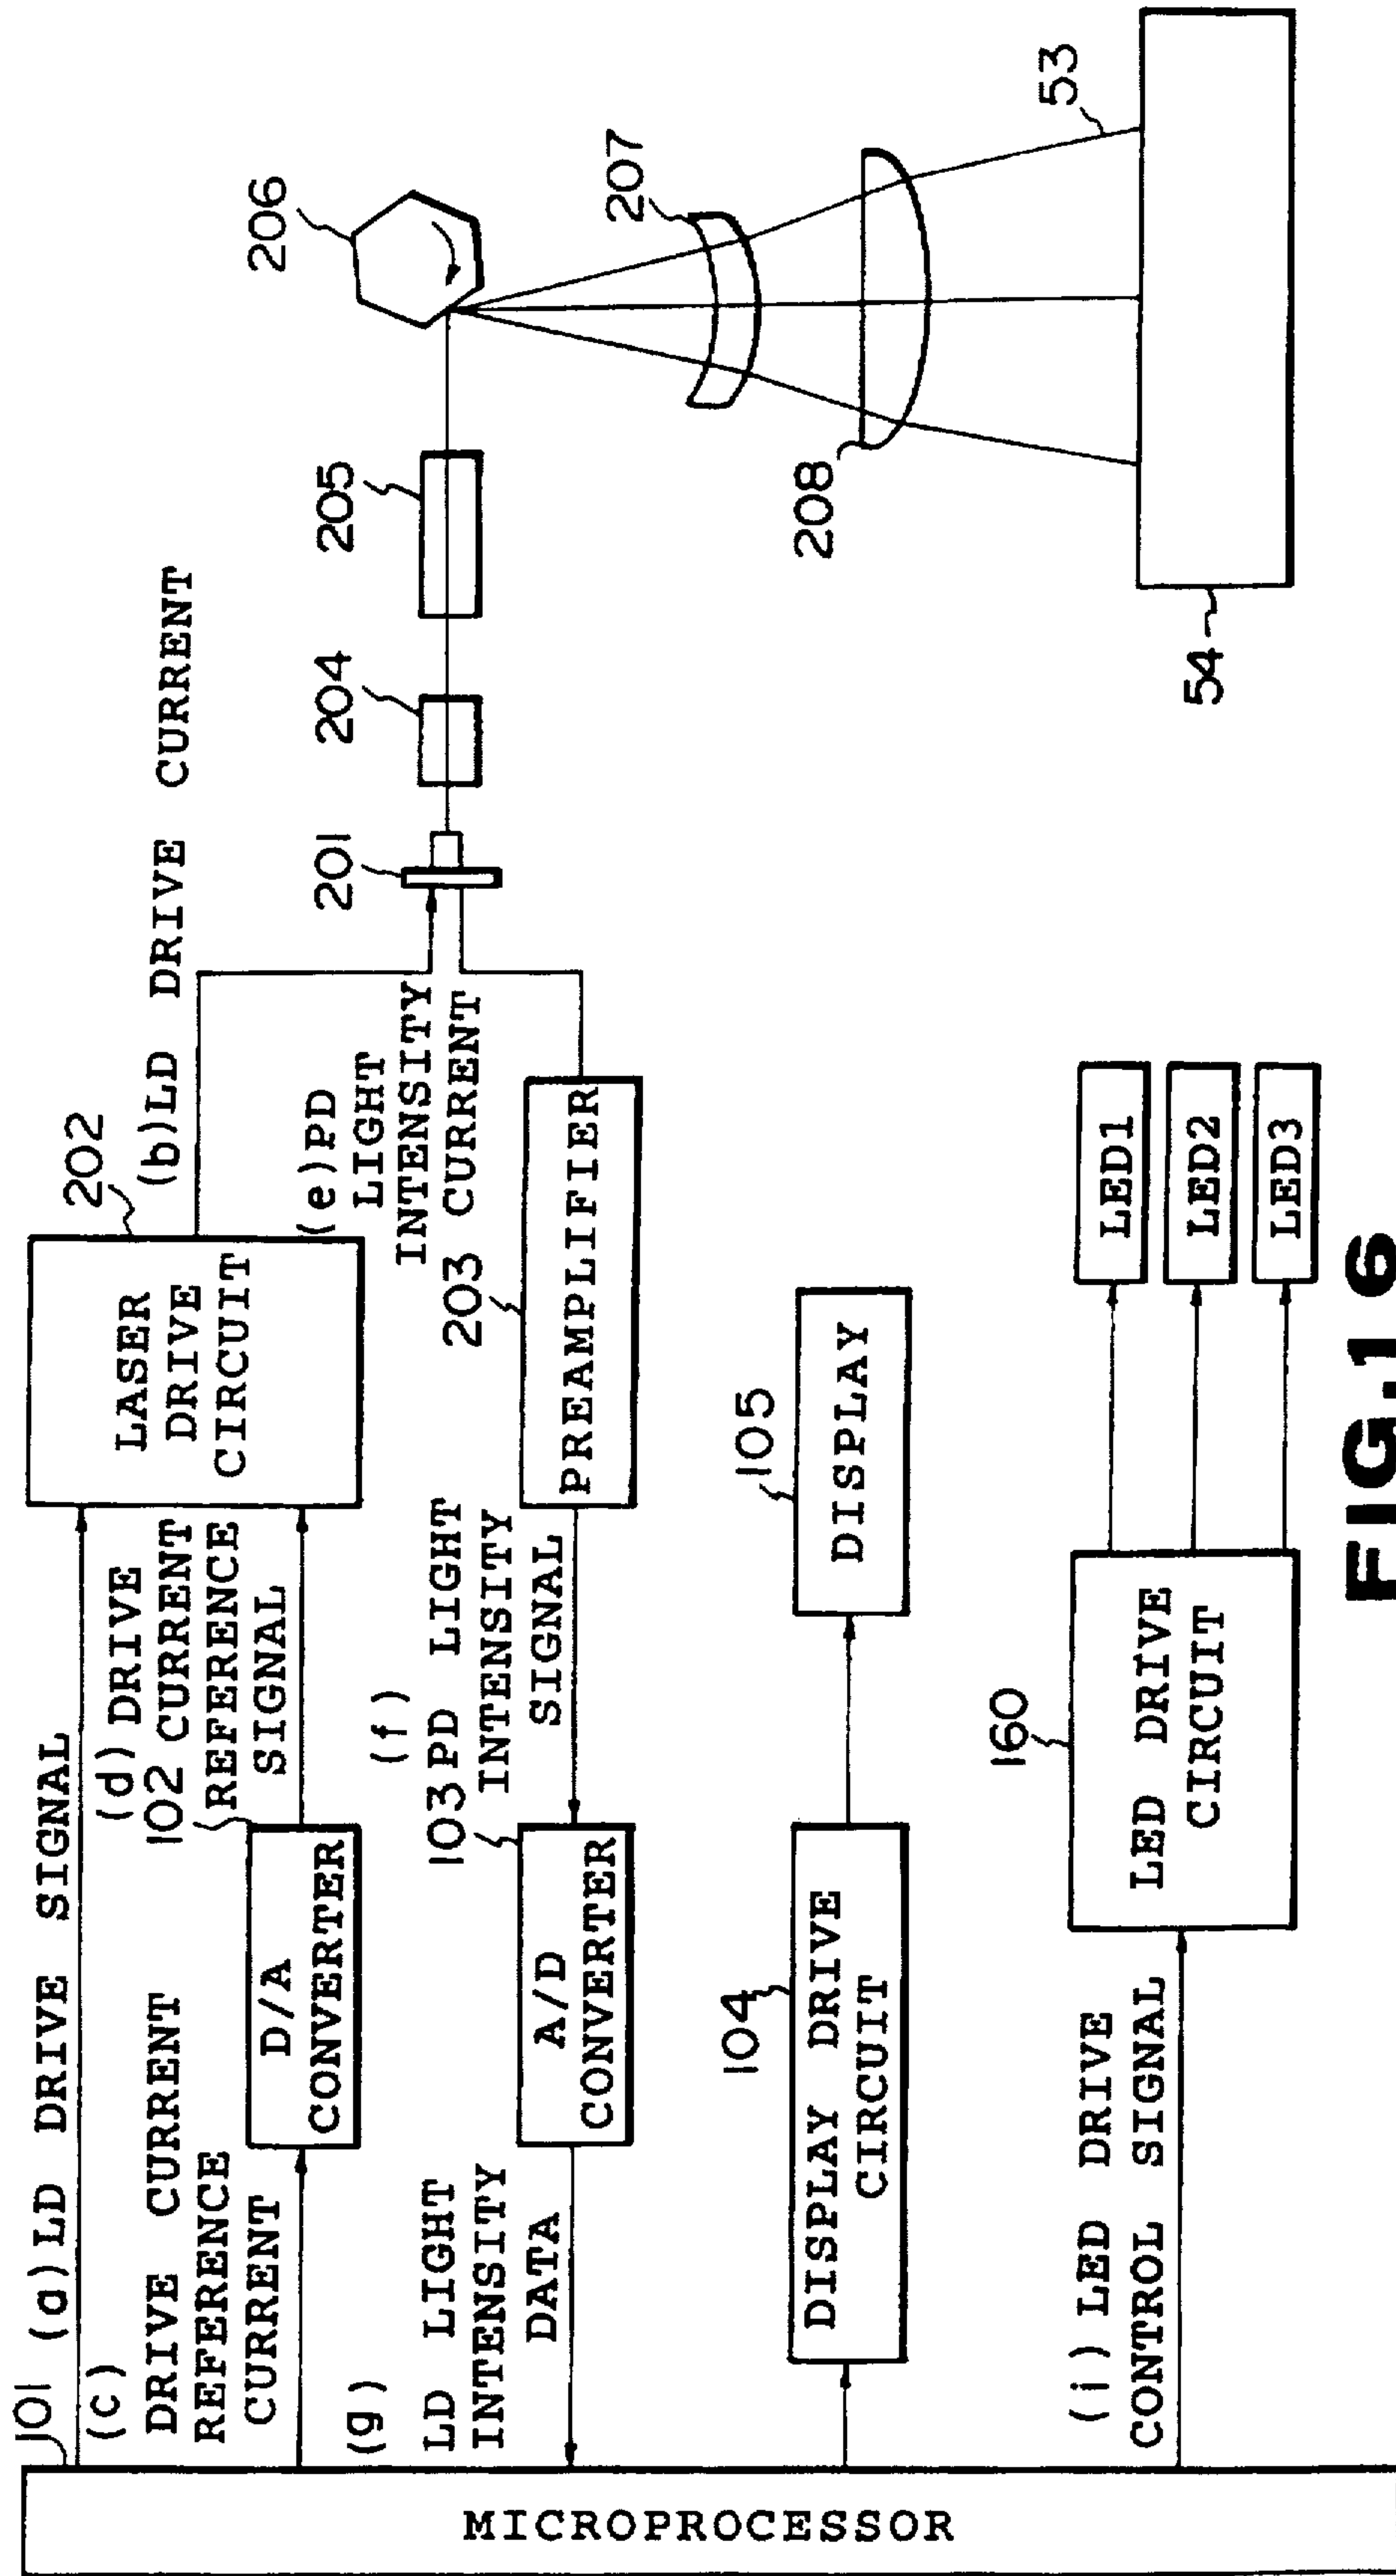 101
MICROPROCESSOR
(a)LD DRIVE SIGNAL
(c)
DRIVE CURRENT
REFERENCE
CURRENT
D/A
CONVERTER
102
(d)DRIVE
CURRENT
REFERENCE
SIGNAL
LASER
DRIVE
CIRCUIT
202
(b)LD DRIVE CURRENT
(e)PD
LIGHT
INTENSITY
CURRENT
203
PREAMPLIFIER
(f)
PD LIGHT
INTENSITY
SIGNAL
103
A/D
CONVERTER
(g)
LD LIGHT
INTENSITY
DATA
201
204
205
206
207
208
53
54
104
DISPLAY DRIVE
CIRCUIT
105
DISPLAY
(i)LED DRIVE
CONTROL SIGNAL
160
LED DRIVE
CIRCUIT
LED1
LED2
LED3
FIG.16